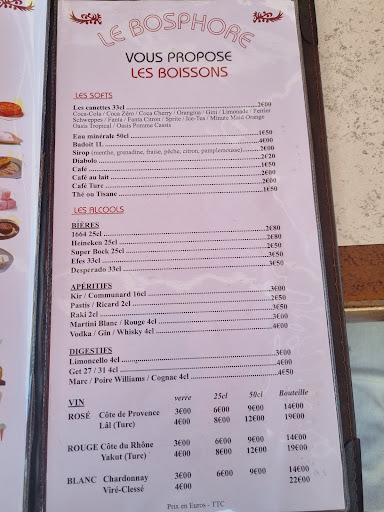 LE BOSPHORE
VOUS PROPOSE
LES BOISSONS
LES SOFTS
Les canettes 33cl 2€00
Coca-Cola / Coca Zéro / Coca Cherry / Orangina / Gini / Limonade / Perrier
Schweppes / Fanta / Fanta Citron / Sprite / Ice-Tea / Minute Maid Orange
Oasis Tropical / Oasis Pomme Cassis
Eau minérale 50cl 1€50
Badoit 1L 4€00
Sirop (menthe, grenadine, fraise, pêche, citron, pamplemousse) 2€00
Diabolo 2€20
Café 1€50
Café au lait 2€00
Café Turc 2€00
Thé ou Tisane 1€50
LES ALCOOLS
BIÈRES
1664 25cl 2€80
Heineken 25cl 2€80
Super Bock 25cl 2€50
Efes 33cl 3€00
Desperado 33cl 3€50
APÉRITIFS
Kir / Communard 16cl 3€00
Pastis / Ricard 2cl 2€50
Raki 2cl 3€50
Martini Blanc / Rouge 4cl 3€00
Vodka / Gin / Whisky 4cl 4€00
DIGESTIFS
Limoncello 4cl 3€00
Get 27 / 31 4cl 4€00
Marc / Poire Williams / Cognac 4cl 4€50
VIN verre 25cl 50cl Bouteille
ROSÉ Côte de Provence 3€00 6€00 9€00 14€00
Lâl (Turc) 4€00 8€00 12€00 19€00
ROUGE Côte du Rhône 3€00 6€00 9€00 14€00
Yakut (Turc) 4€00 8€00 12€00 19€00
BLANC Chardonnay 3€00 6€00 9€00 14€00
Viré-Clessé 4€00 22€00
Prix en Euros - TTC